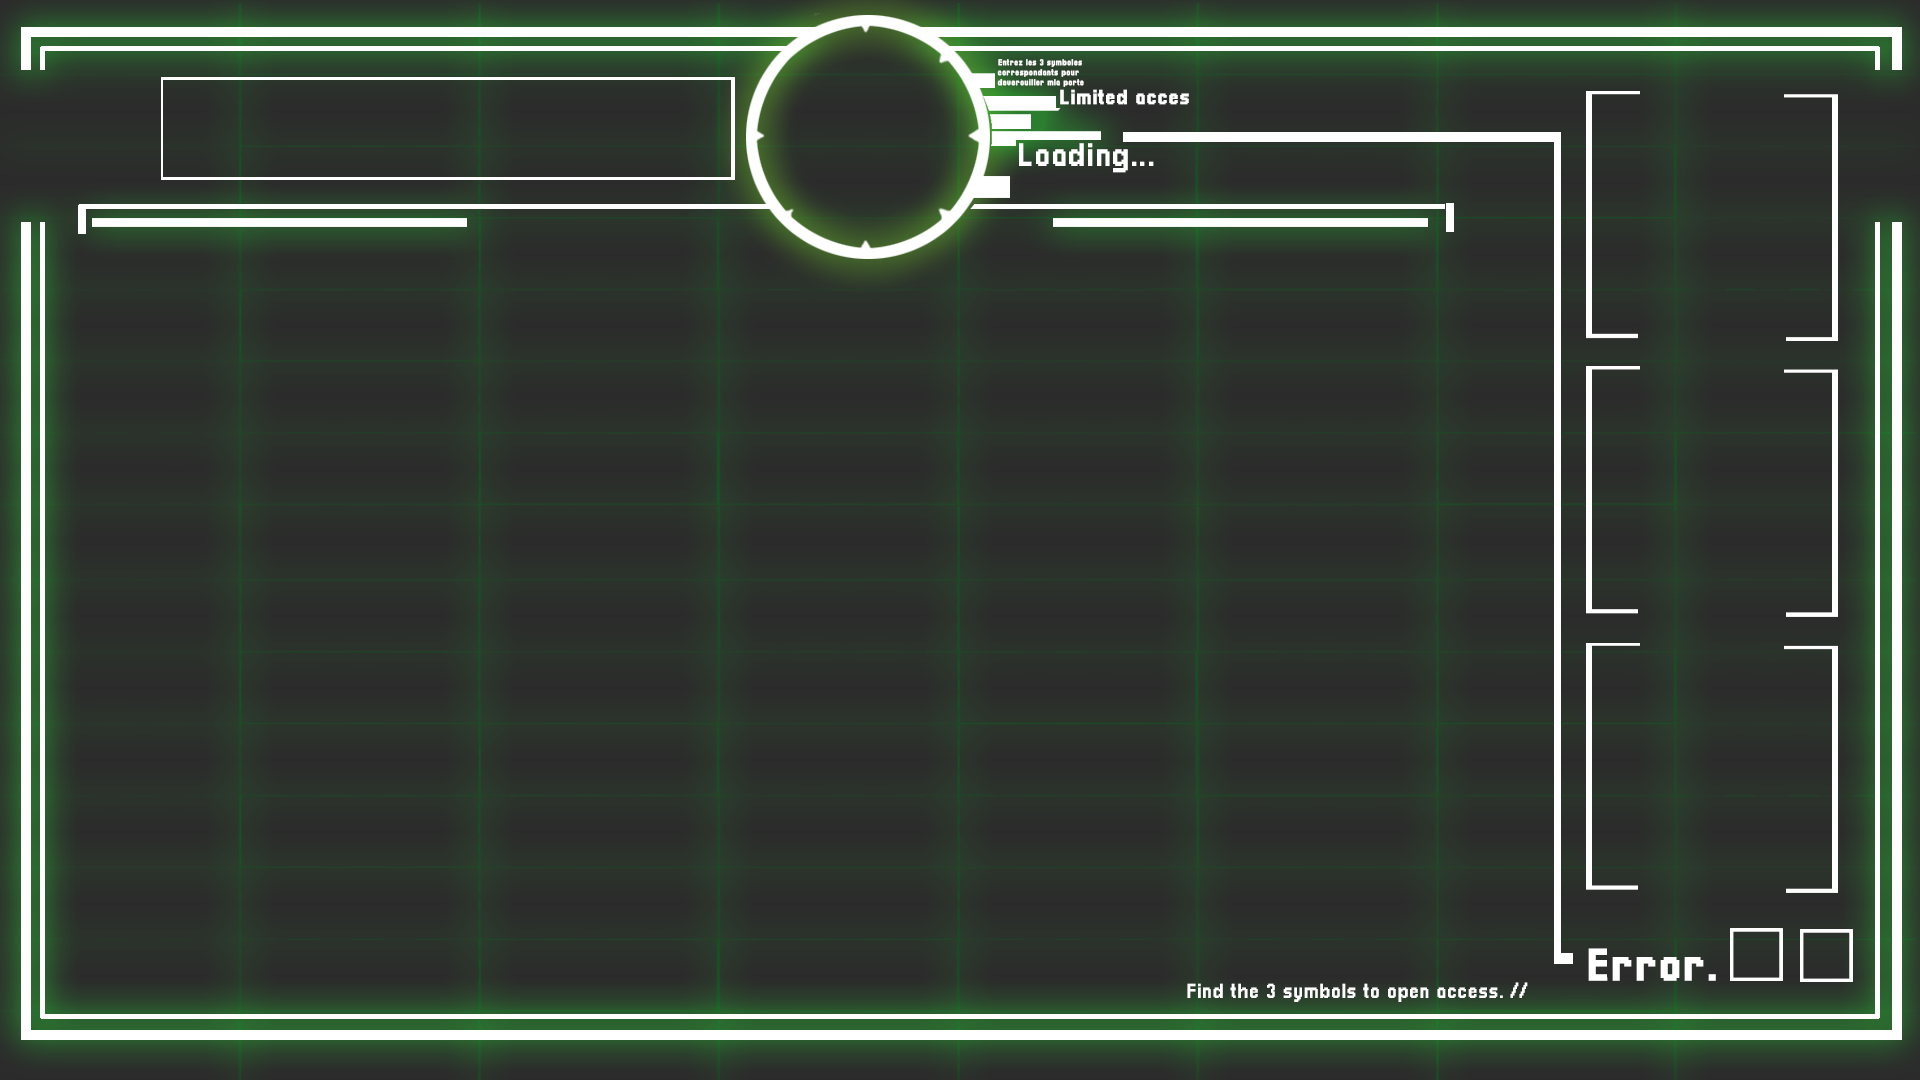 Entrez les 3 symboles
correspondants pour
deverouiller mla porte
Limited acces
Loading...
Error.
Find the 3 symbols to open access. //